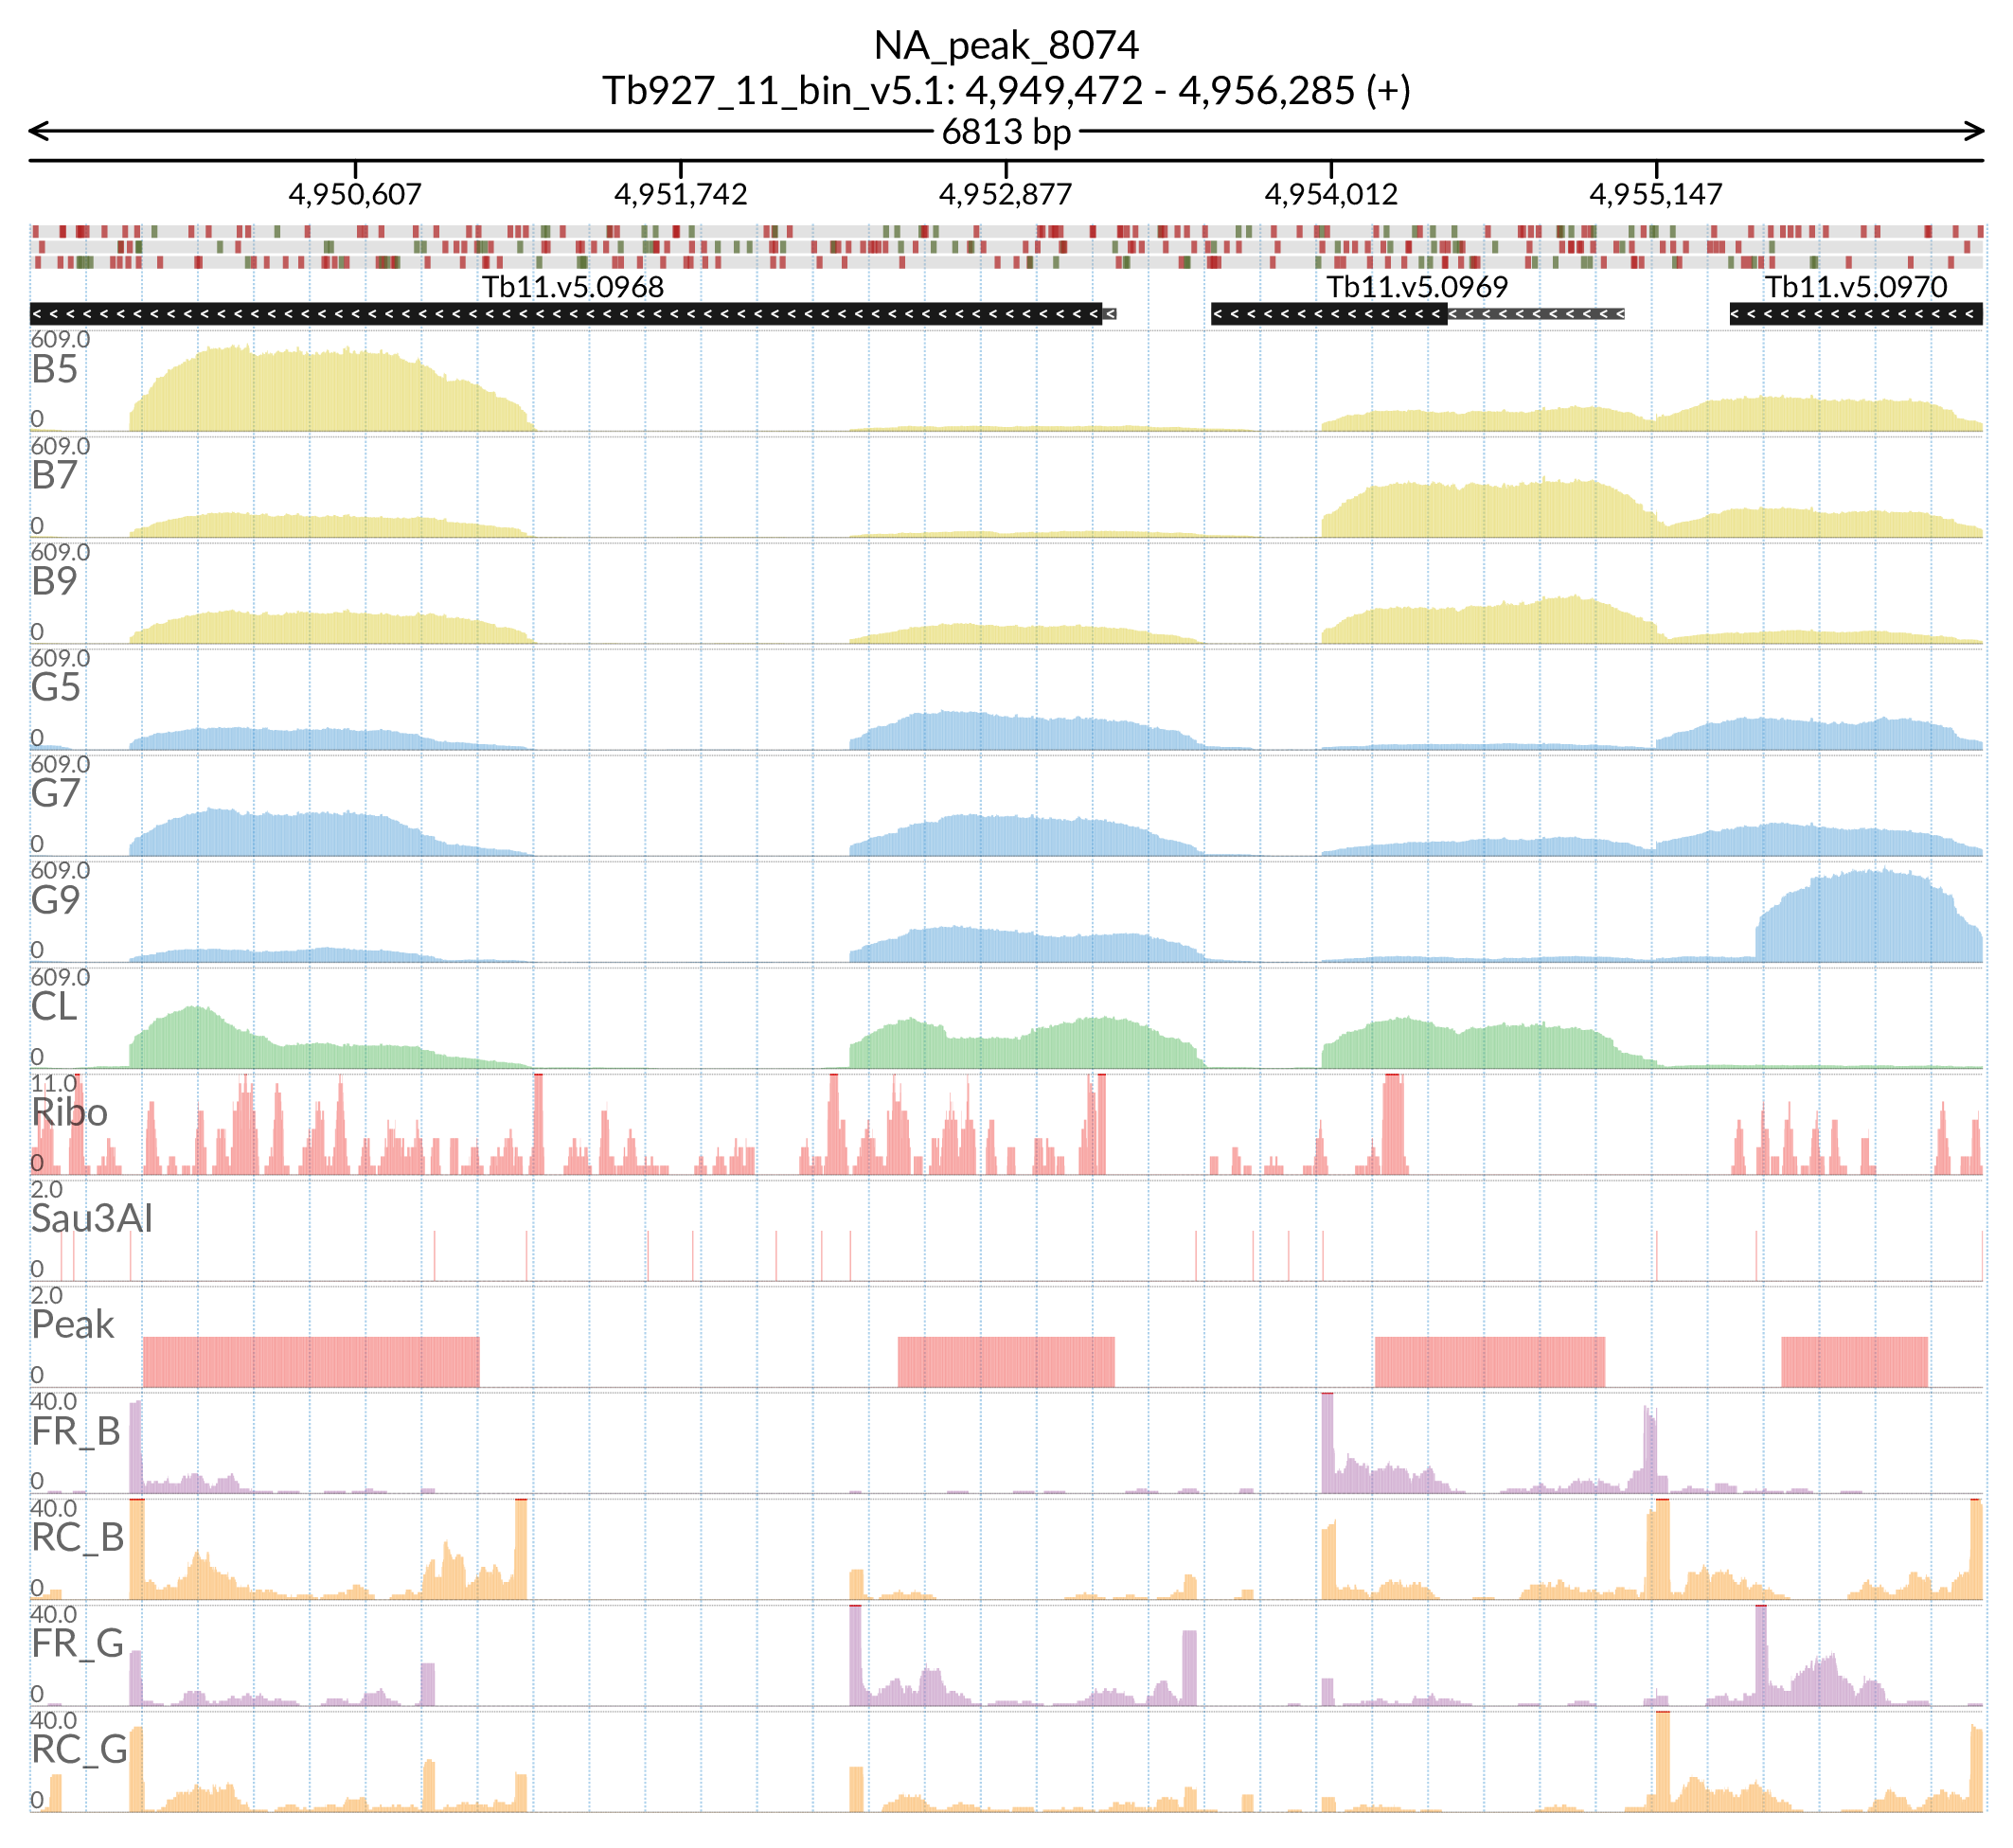 NA_peak_8074
Tb927_11_bin_v5.1: 4,949,472 - 4,956,285 (+)
6813 bp
4,950,607 4,951,742 4,952,877 4,954,012 4,955,147
Tb11.v5.0968 Tb11.v5.0969 Tb11.v5.0970
609.0
B5
0
609.0
B7
0
609.0
B9
0
609.0
G5
0
609.0
G7
0
609.0
G9
0
609.0
CL
0
11.0
Ribo
0
2.0
Sau3AI
0
2.0
Peak
0
40.0
FR_B
0
40.0
RC_B
0
40.0
FR_G
0
40.0
RC_G
0